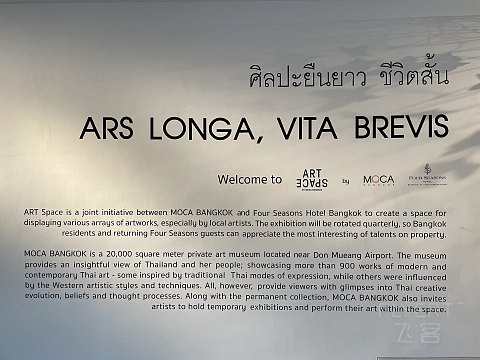 ศิลปะยืนยาว ชีวิตสั้น
ARS LONGA, VITA BREVIS
Welcome to ART SPACE by MOCA BANGKOK FOUR SEASONS
ART Space is a joint initiative between MOCA BANGKOK and Four Seasons Hotel Bangkok to create a space for
displaying various arrays of artworks, especially by local artists. The exhibition will be rotated quarterly, so Bangkok
residents and returning Four Seasons guests can appreciate the most interesting of talents on property.
MOCA BANGKOK is a 20,000 square meter private art museum located near Don Mueang Airport. The museum
provides an insightful view of Thailand and her people; showcasing more than 900 works of modern and
contemporary Thai art - some inspired by traditional Thai modes of expression, while others were influenced
by the Western artistic styles and techniques. All, however, provide viewers with glimpses into Thai creative
evolution, beliefs and thought processes. Along with the permanent collection, MOCA BANGKOK also invites
artists to hold temporary exhibitions and perform their art within the space.
飞客